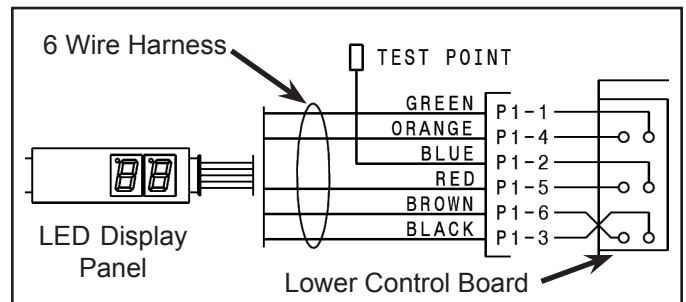 6 Wire Harness
TEST POINT
GREEN P1-1
ORANGE P1-4
BLUE P1-2
RED P1-5
BROWN P1-6
BLACK P1-3
LED Display
Panel
Lower Control Board